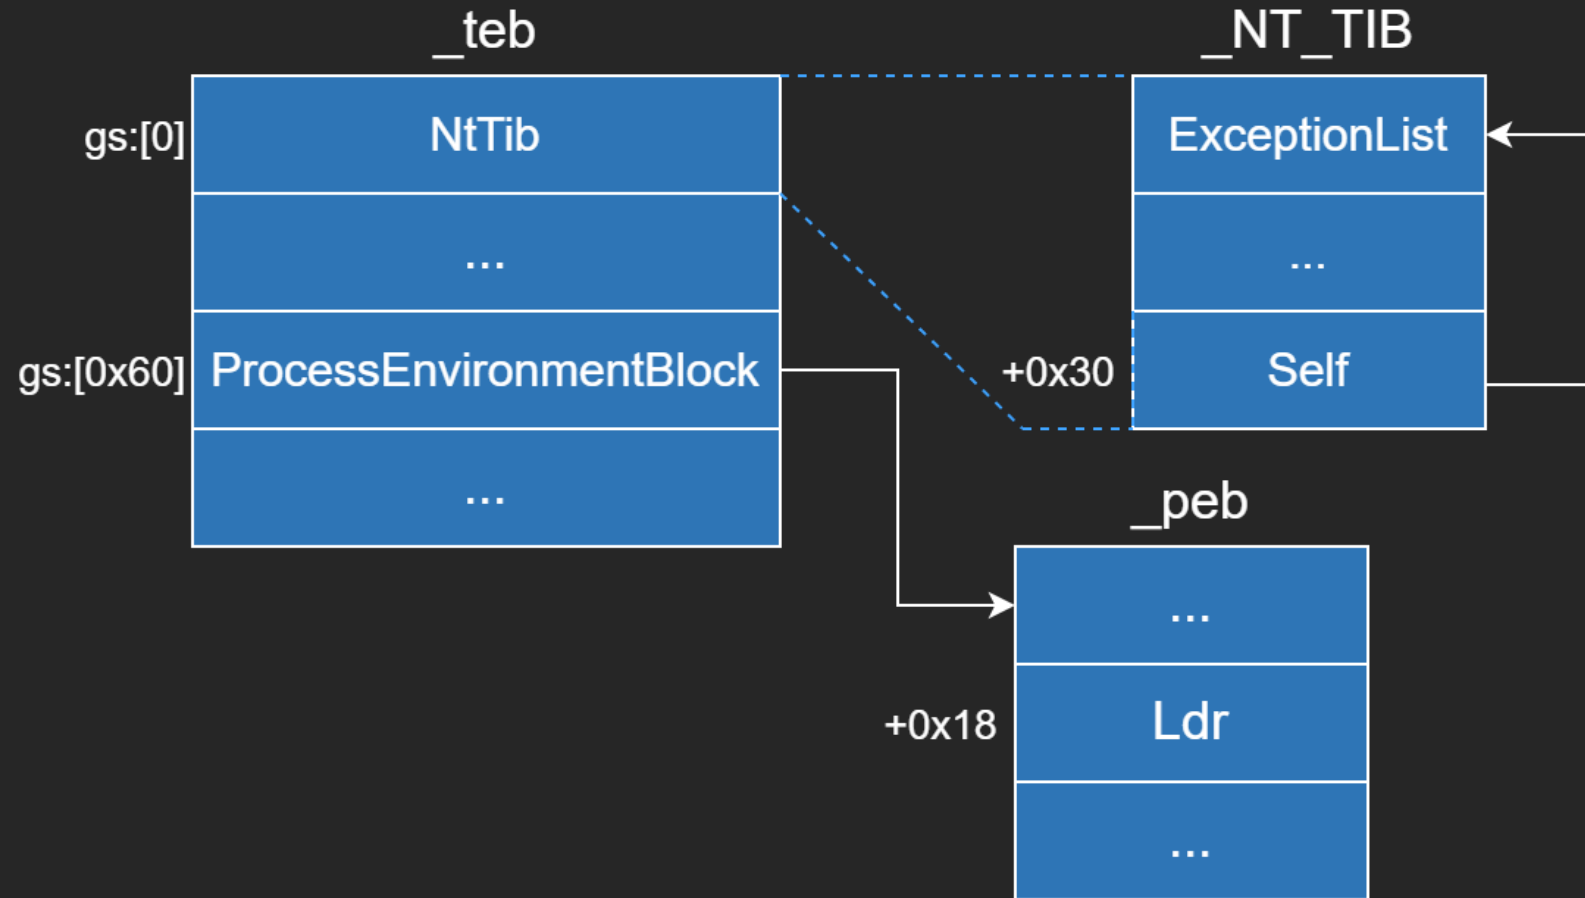 _teb
gs:[0]
NtTib
...
gs:[0x60]
ProcessEnvironmentBlock
...
_NT_TIB
ExceptionList
...
+0x30
Self
_peb
...
+0x18
Ldr
...